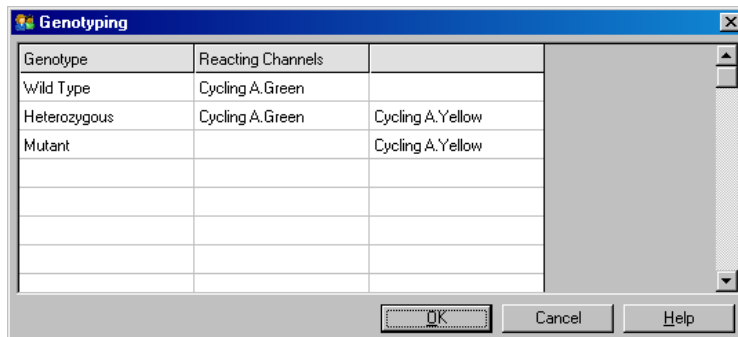 Genotyping
Genotype Reacting Channels
Wild Type Cycling A.Green
Heterozygous Cycling A.Green Cycling A.Yellow
Mutant Cycling A.Yellow
OK Cancel Help